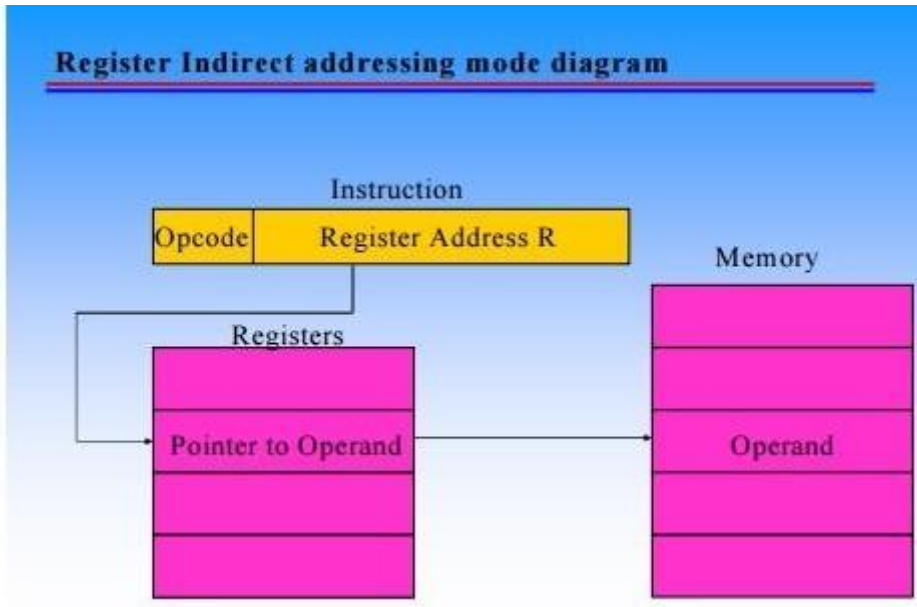 Register Indirect addressing mode diagram
Instruction
Opcode Register Address R
Memory
Registers
Pointer to Operand
Operand